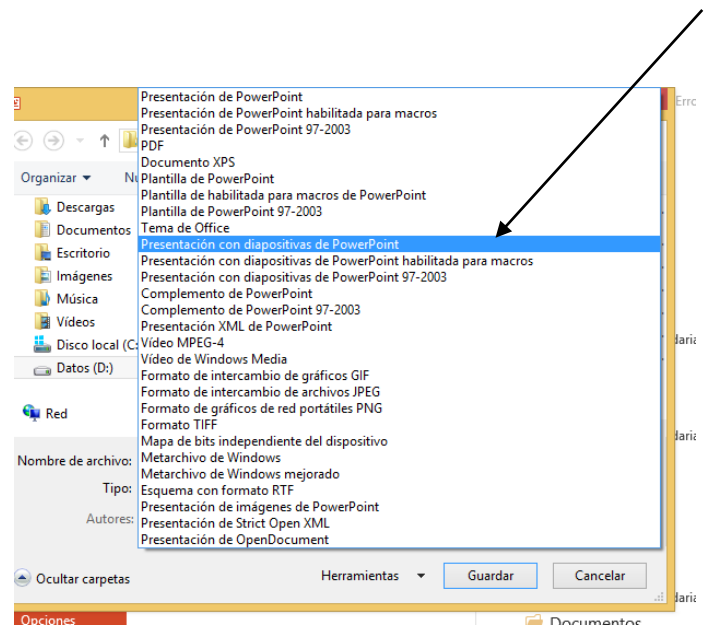 Presentación de PowerPoint
Presentación de PowerPoint habilitada para macros
Presentación de PowerPoint 97-2003
PDF
Documento XPS
Plantilla de PowerPoint
Plantilla de habilitada para macros de PowerPoint
Plantilla de PowerPoint 97-2003
Tema de Office
Presentación con diapositivas de PowerPoint
Presentación con diapositivas de PowerPoint habilitada para macros
Presentación con diapositivas de PowerPoint 97-2003
Complemento de PowerPoint
Complemento de PowerPoint 97-2003
Presentación XML de PowerPoint
Vídeo MPEG-4
Vídeo de Windows Media
Formato de intercambio de gráficos GIF
Formato de intercambio de archivos JPEG
Formato de gráficos de red portátiles PNG
Formato TIFF
Mapa de bits independiente del dispositivo
Metarchivo de Windows
Metarchivo de Windows mejorado
Esquema con formato RTF
Presentación de imágenes de PowerPoint
Presentación de Strict Open XML
Presentación de OpenDocument
Organizar
Descargas
Documentos
Escritorio
Imágenes
Música
Vídeos
Disco local (C:
Datos (D:)
Red
Nombre de archivo:
Tipo:
Autores:
Ocultar carpetas
Herramientas
Guardar
Cancelar
Opciones
Documentos